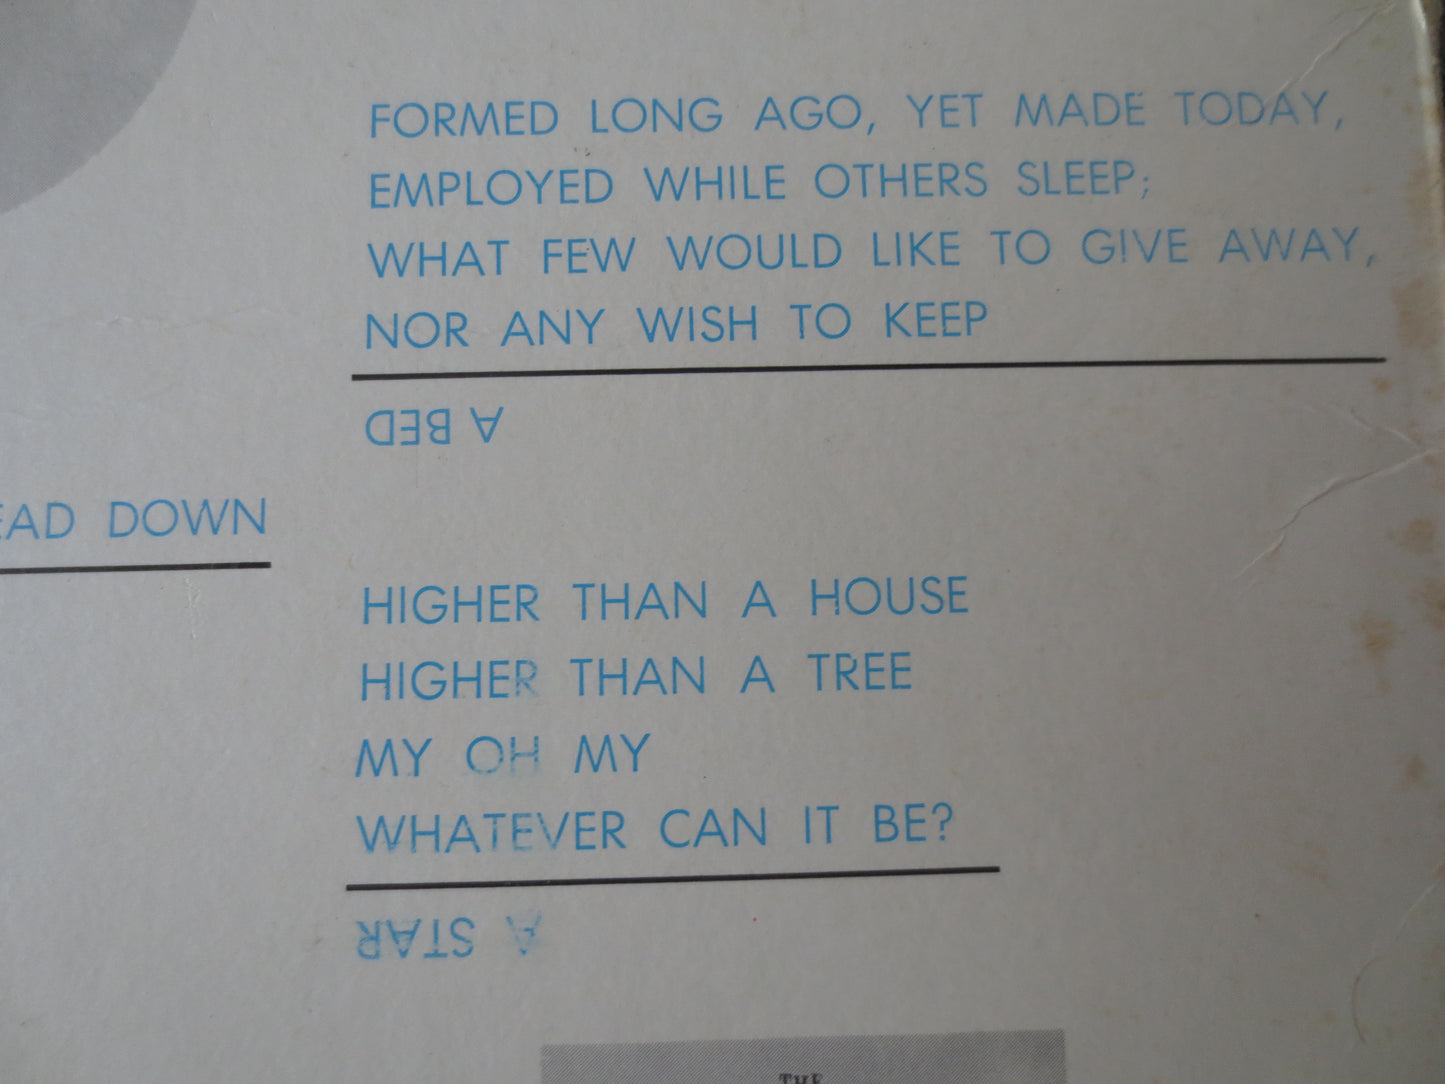 FORMED LONG AGO, YET MADE TODAY,
EMPLOYED WHILE OTHERS SLEEP;
WHAT FEW WOULD LIKE TO GIVE AWAY,
NOR ANY WISH TO KEEP
A BED
DOWN
HIGHER THAN A HOUSE
HIGHER THAN A TREE
MY OH MY
WHATEVER CAN IT BE?
A STAR
THE